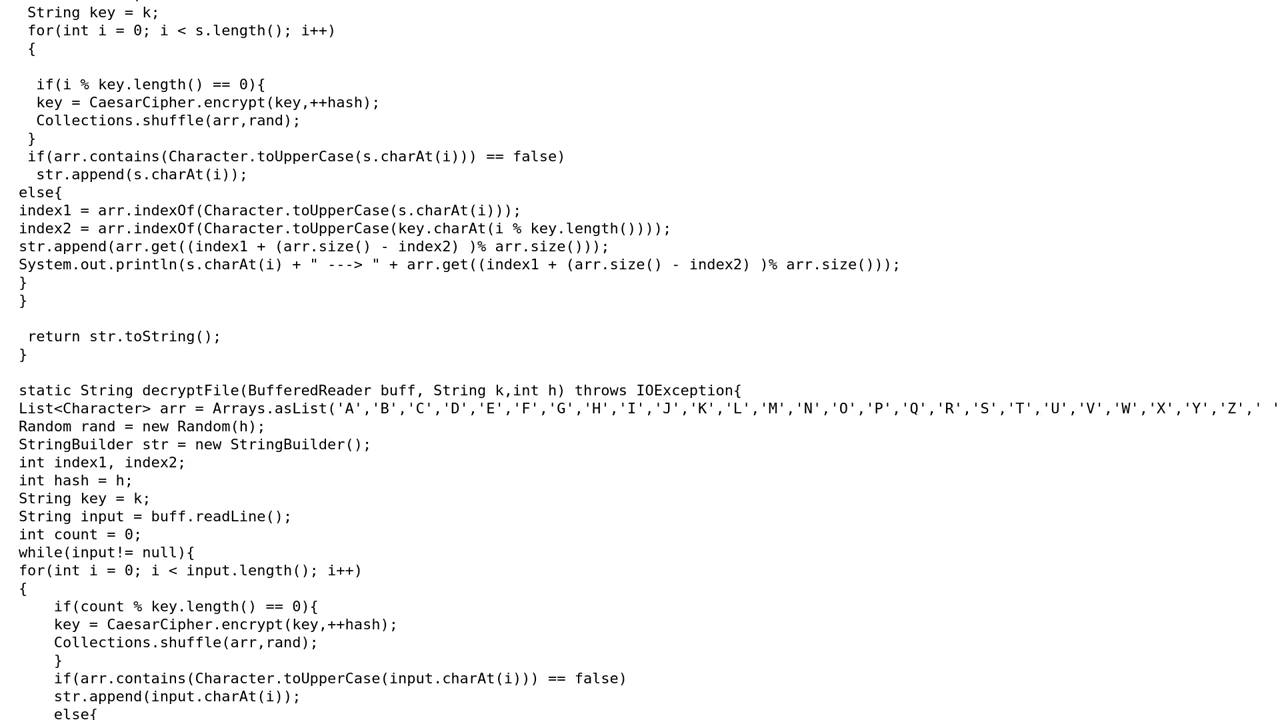 String key = k;
for(int i = 0; i < s.length(); i++)
{
if(i % key.length() == 0){
key = CaesarCipher.encrypt(key,++hash);
Collections.shuffle(arr,rand);
}
if(arr.contains(Character.toUpperCase(s.charAt(i))) == false)
str.append(s.charAt(i));
else{
index1 = arr.indexOf(Character.toUpperCase(s.charAt(i)));
index2 = arr.indexOf(Character.toUpperCase(key.charAt(i % key.length())));
str.append(arr.get((index1 + (arr.size() - index2) )% arr.size()));
System.out.println(s.charAt(i) + " ---> " + arr.get((index1 + (arr.size() - index2) )% arr.size()));
}
}
return str.toString();
}
static String decryptFile(BufferedReader buff, String k,int h) throws IOException{
List<Character> arr = Arrays.asList('A','B','C','D','E','F','G','H','I','J','K','L','M','N','O','P','Q','R','S','T','U','V','W','X','Y','Z',' '
Random rand = new Random(h);
StringBuilder str = new StringBuilder();
int index1, index2;
int hash = h;
String key = k;
String input = buff.readLine();
int count = 0;
while(input!= null){
for(int i = 0; i < input.length(); i++)
{
if(count % key.length() == 0){
key = CaesarCipher.encrypt(key,++hash);
Collections.shuffle(arr,rand);
}
if(arr.contains(Character.toUpperCase(input.charAt(i))) == false)
str.append(input.charAt(i));
else{